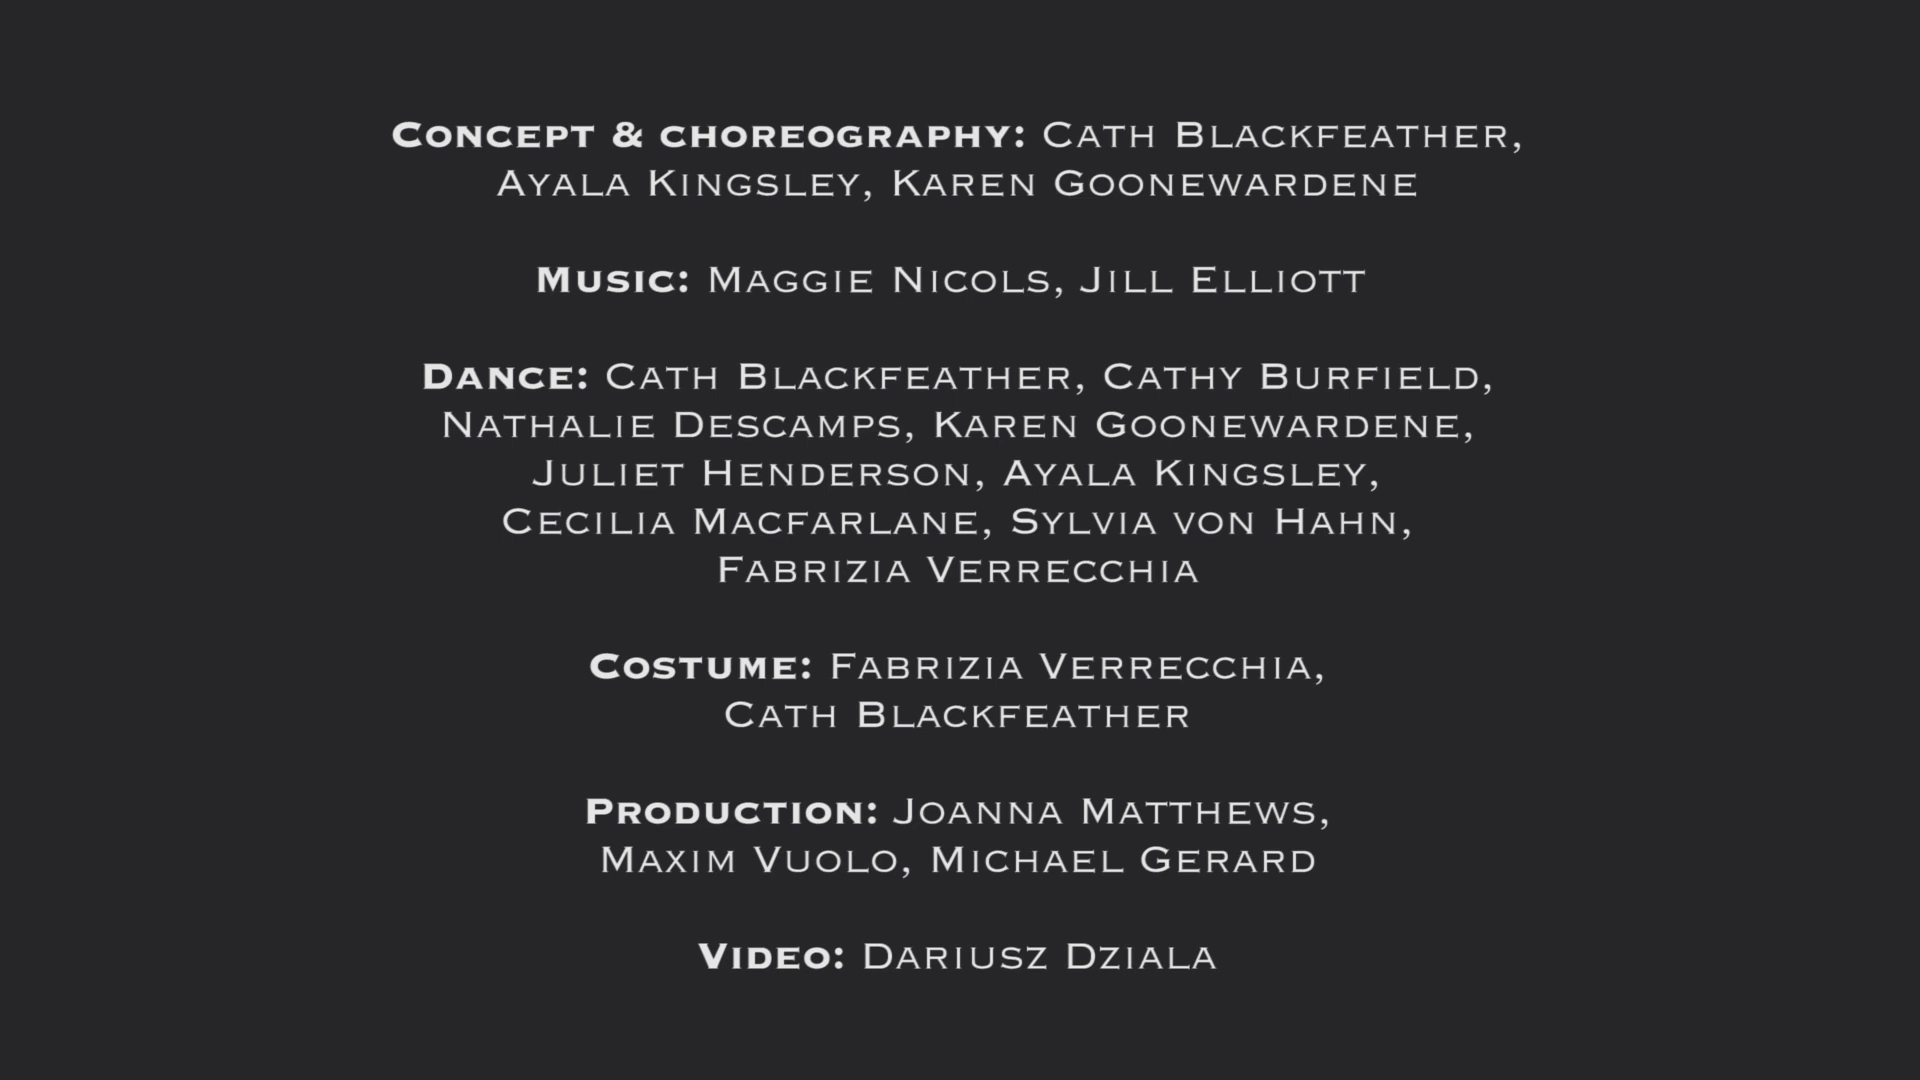 Concept & choreography: Cath Blackfeather,
Ayala Kingsley, Karen Goonewardene
Music: Maggie Nicols, Jill Elliott
Dance: Cath Blackfeather, Cathy Burfield,
Nathalie Descamps, Karen Goonewardene,
Juliet Henderson, Ayala Kingsley,
Cecilia Macfarlane, Sylvia von Hahn,
Fabrizia Verrecchia
Costume: Fabrizia Verrecchia,
Cath Blackfeather
Production: Joanna Matthews,
Maxim Vuolo, Michael Gerard
Video: Dariusz Dziala